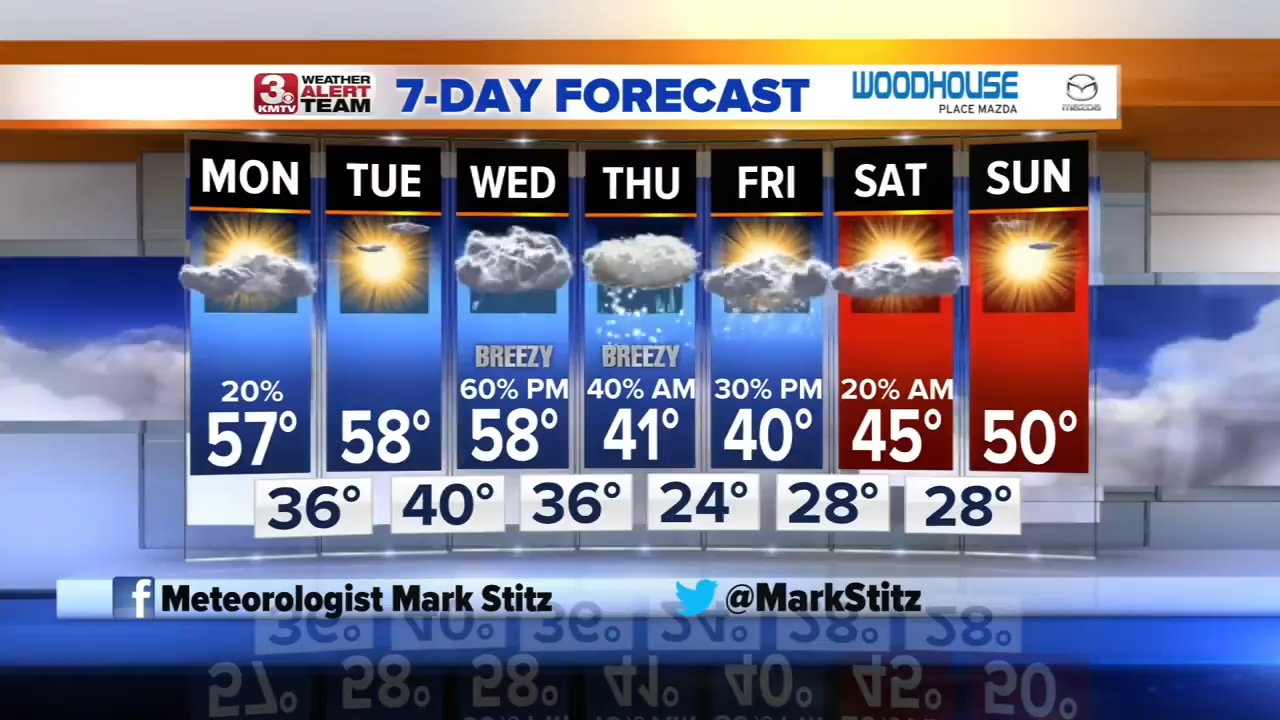 3 KMTV
WEATHER
ALERT
TEAM
7-DAY FORECAST
WOODHOUSE
PLACE MAZDA
MON TUE WED THU FRI SAT SUN
BREEZY BREEZY
20% 60% PM 40% AM 30% PM 20% AM
57° 58° 58° 41° 40° 45° 50°
36° 40° 36° 24° 28° 28°
f Meteorologist Mark Stitz @MarkStitz